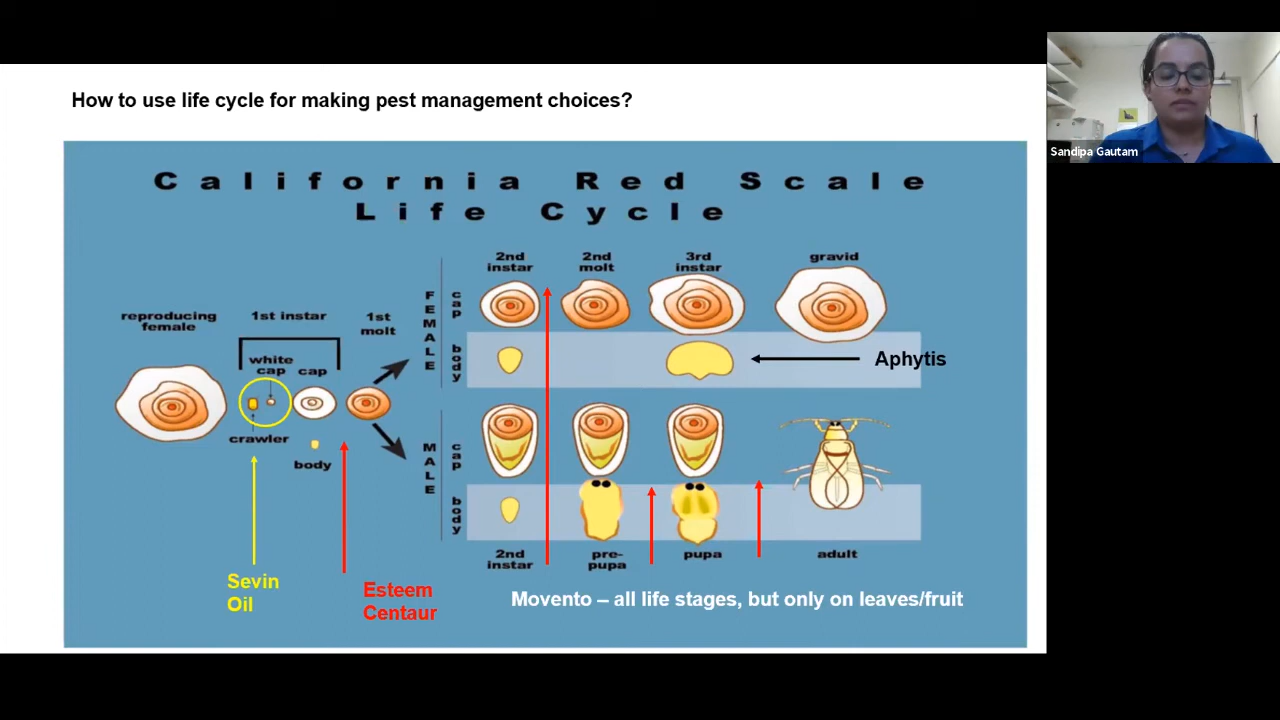 How to use life cycle for making pest management choices?
Sandipa Gautam
California Red Scale
Life Cycle
reproducing
female
1st instar
white
cap
cap
crawler
body
1st
molt
FEMALE
cap
body
2nd
instar
2nd
molt
3rd
instar
gravid
Aphytis
MALE
cap
body
2nd
instar
pre-
pupa
pupa
adult
Sevin
Oil
Esteem
Centaur
Movento – all life stages, but only on leaves/fruit